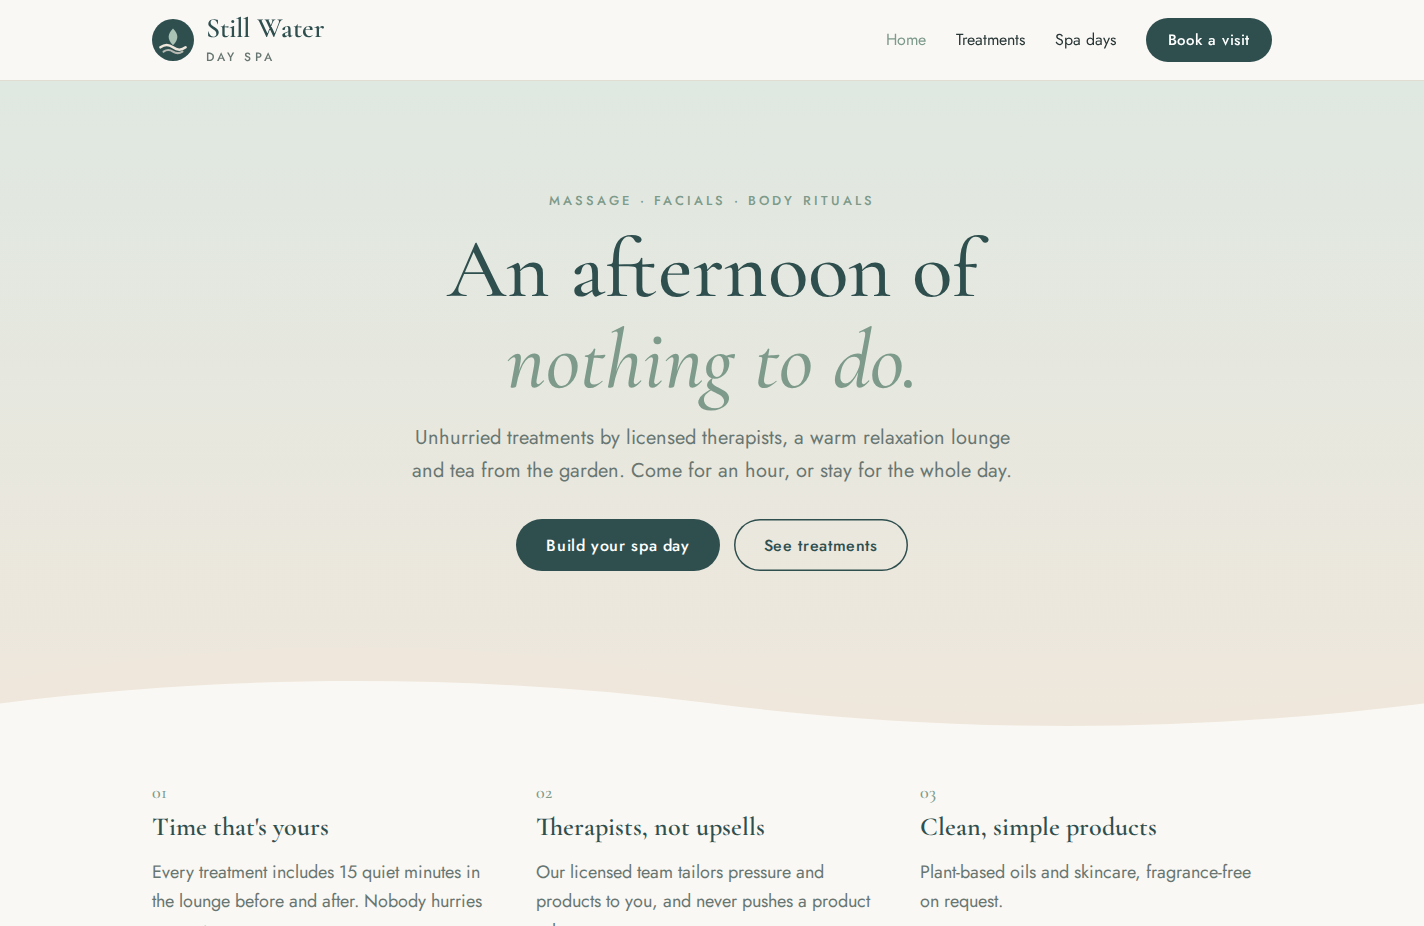 Still Water
DAY SPA
Home
Treatments
Spa days
Book a visit
MASSAGE · FACIALS · BODY RITUALS
An afternoon of
nothing to do.
Unhurried treatments by licensed therapists, a warm relaxation lounge
and tea from the garden. Come for an hour, or stay for the whole day.
Build your spa day
See treatments
01
Time that's yours
Every treatment includes 15 quiet minutes in
the lounge before and after. Nobody hurries
02
Therapists, not upsells
Our licensed team tailors pressure and
products to you, and never pushes a product
03
Clean, simple products
Plant-based oils and skincare, fragrance-free
on request.